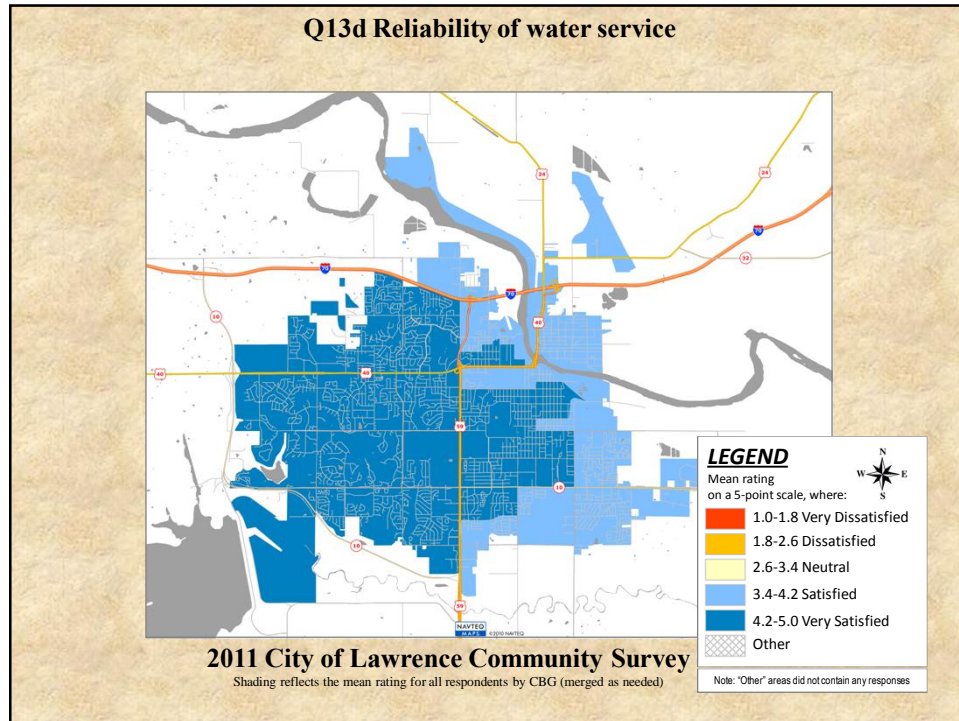 Q13d Reliability of water service
24
24
70
32
70
70
10
40
40
40
59
10
10
59
NAVTEQ
MAPS
©2010 NAVTEQ
LEGEND
Mean rating
on a 5-point scale, where:
N
W E
S
1.0-1.8 Very Dissatisfied
1.8-2.6 Dissatisfied
2.6-3.4 Neutral
3.4-4.2 Satisfied
4.2-5.0 Very Satisfied
Other
Note: "Other" areas did not contain any responses
2011 City of Lawrence Community Survey
Shading reflects the mean rating for all respondents by CBG (merged as needed)